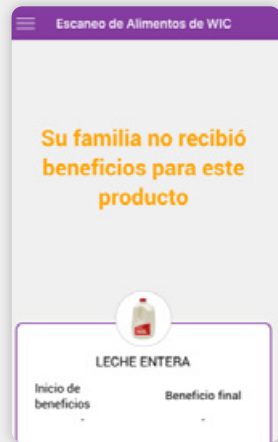 Escaneo de Alimentos de WIC
Su familia no recibió
beneficios para este
producto
LECHE ENTERA
Inicio de
beneficios
Beneficio final
-
-